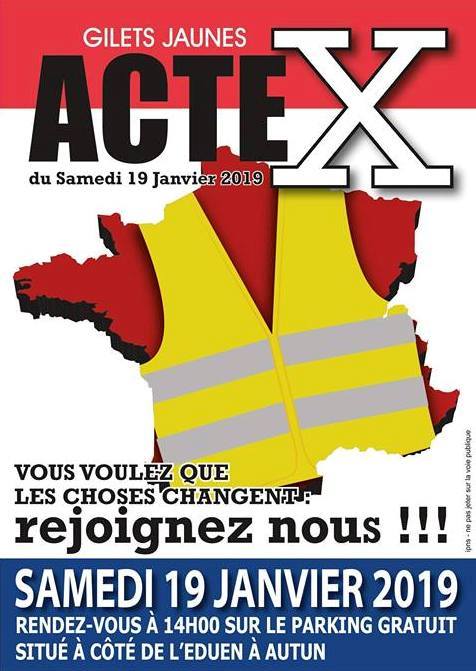 GILETS JAUNES
ACTE X
du Samedi 19 Janvier 2019
VOUS VOULEZ QUE
LES CHOSES CHANGENT :
rejoignez nous !!!
ipns - ne pas jeter sur la voie publique
SAMEDI 19 JANVIER 2019
RENDEZ-VOUS À 14H00 SUR LE PARKING GRATUIT
SITUÉ À CÔTÉ DE L'EDUEN À AUTUN